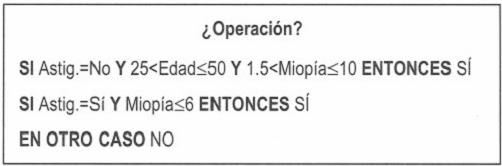 ¿Operación?
SI Astig.=No Y 25<Edad≤50 Y 1.5<Miopía≤10 ENTONCES SÍ
SI Astig.=Sí Y Miopía≤6 ENTONCES SÍ
EN OTRO CASO NO